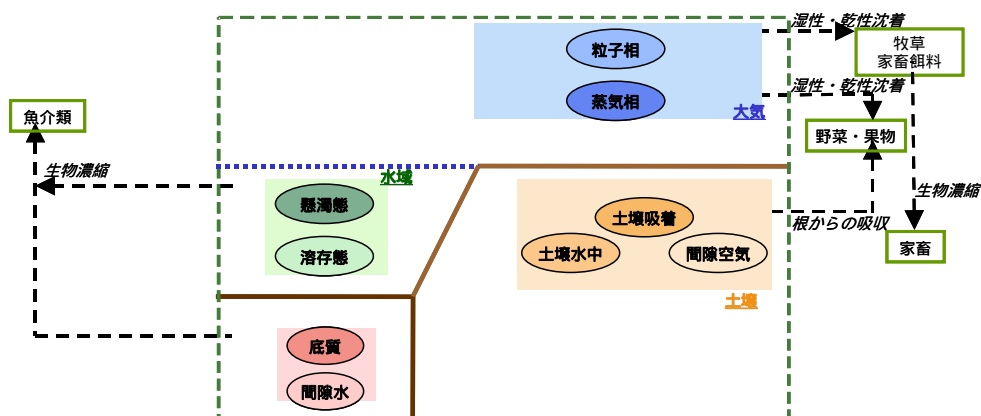 湿性・乾性沈着
粒子相
牧草
家畜餌料
蒸気相
湿性・乾性沈着
大気
魚介類
野菜・果物
生物濃縮
水域
懸濁態
土壌吸着
生物濃縮
根からの吸収
溶存態
土壌水中
間隙空気
家畜
土壌
底質
間隙水